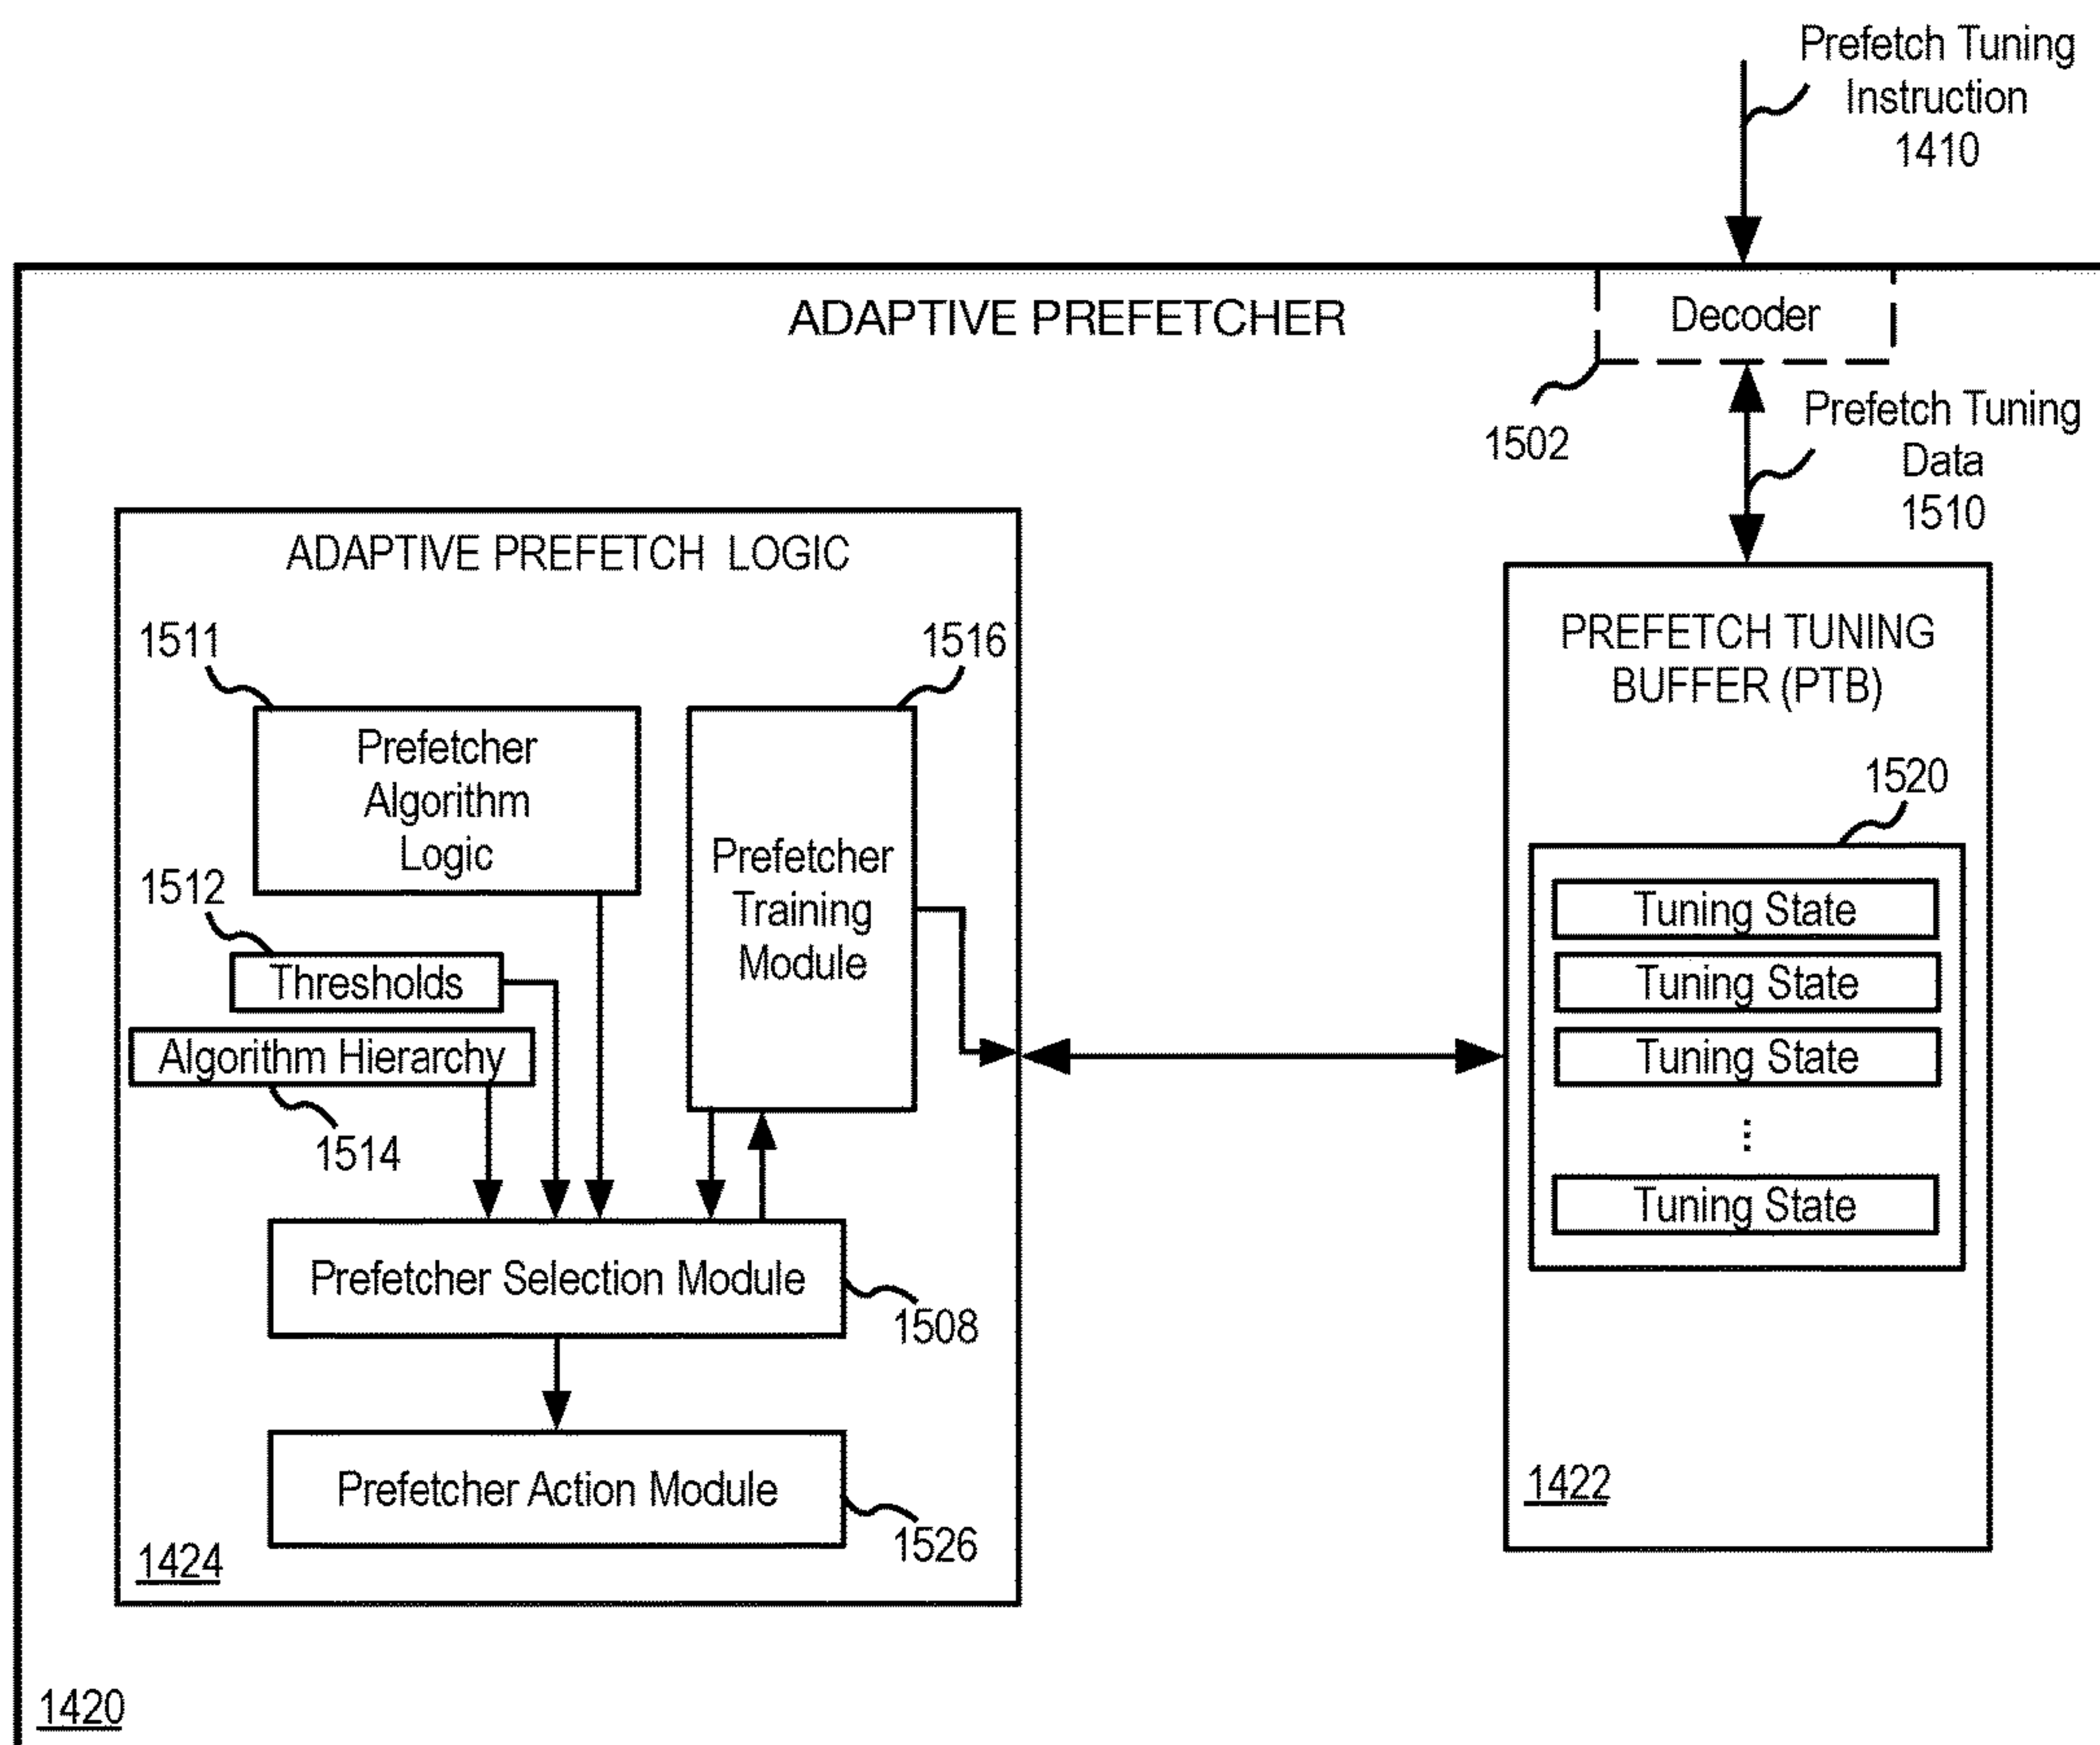 Prefetch Tuning
Instruction
1410
ADAPTIVE PREFETCHER
Decoder
1502
Prefetch Tuning
Data
1510
ADAPTIVE PREFETCH LOGIC
1511
1516
Prefetcher
Algorithm
Logic
1512
Thresholds
Algorithm Hierarchy
1514
Prefetcher
Training
Module
Prefetcher Selection Module
1508
Prefetcher Action Module
1526
1424
PREFETCH TUNING
BUFFER (PTB)
1520
Tuning State
Tuning State
Tuning State
...
Tuning State
1422
1420